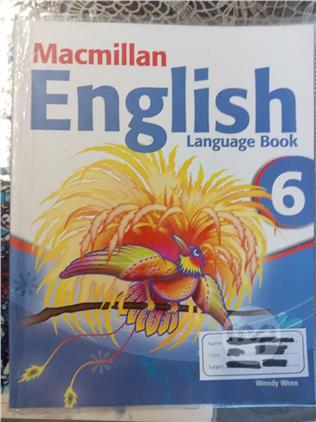 Macmillan
English
Language Book
6
Name:
Class:
Subject:
Wendy Wren